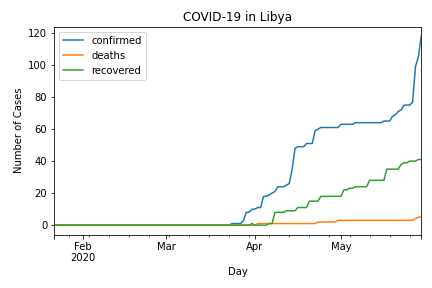 COVID-19 in Libya
confirmed
deaths
recovered
Number of Cases
120
100
80
60
40
20
0
Feb Mar Apr May
2020
Day